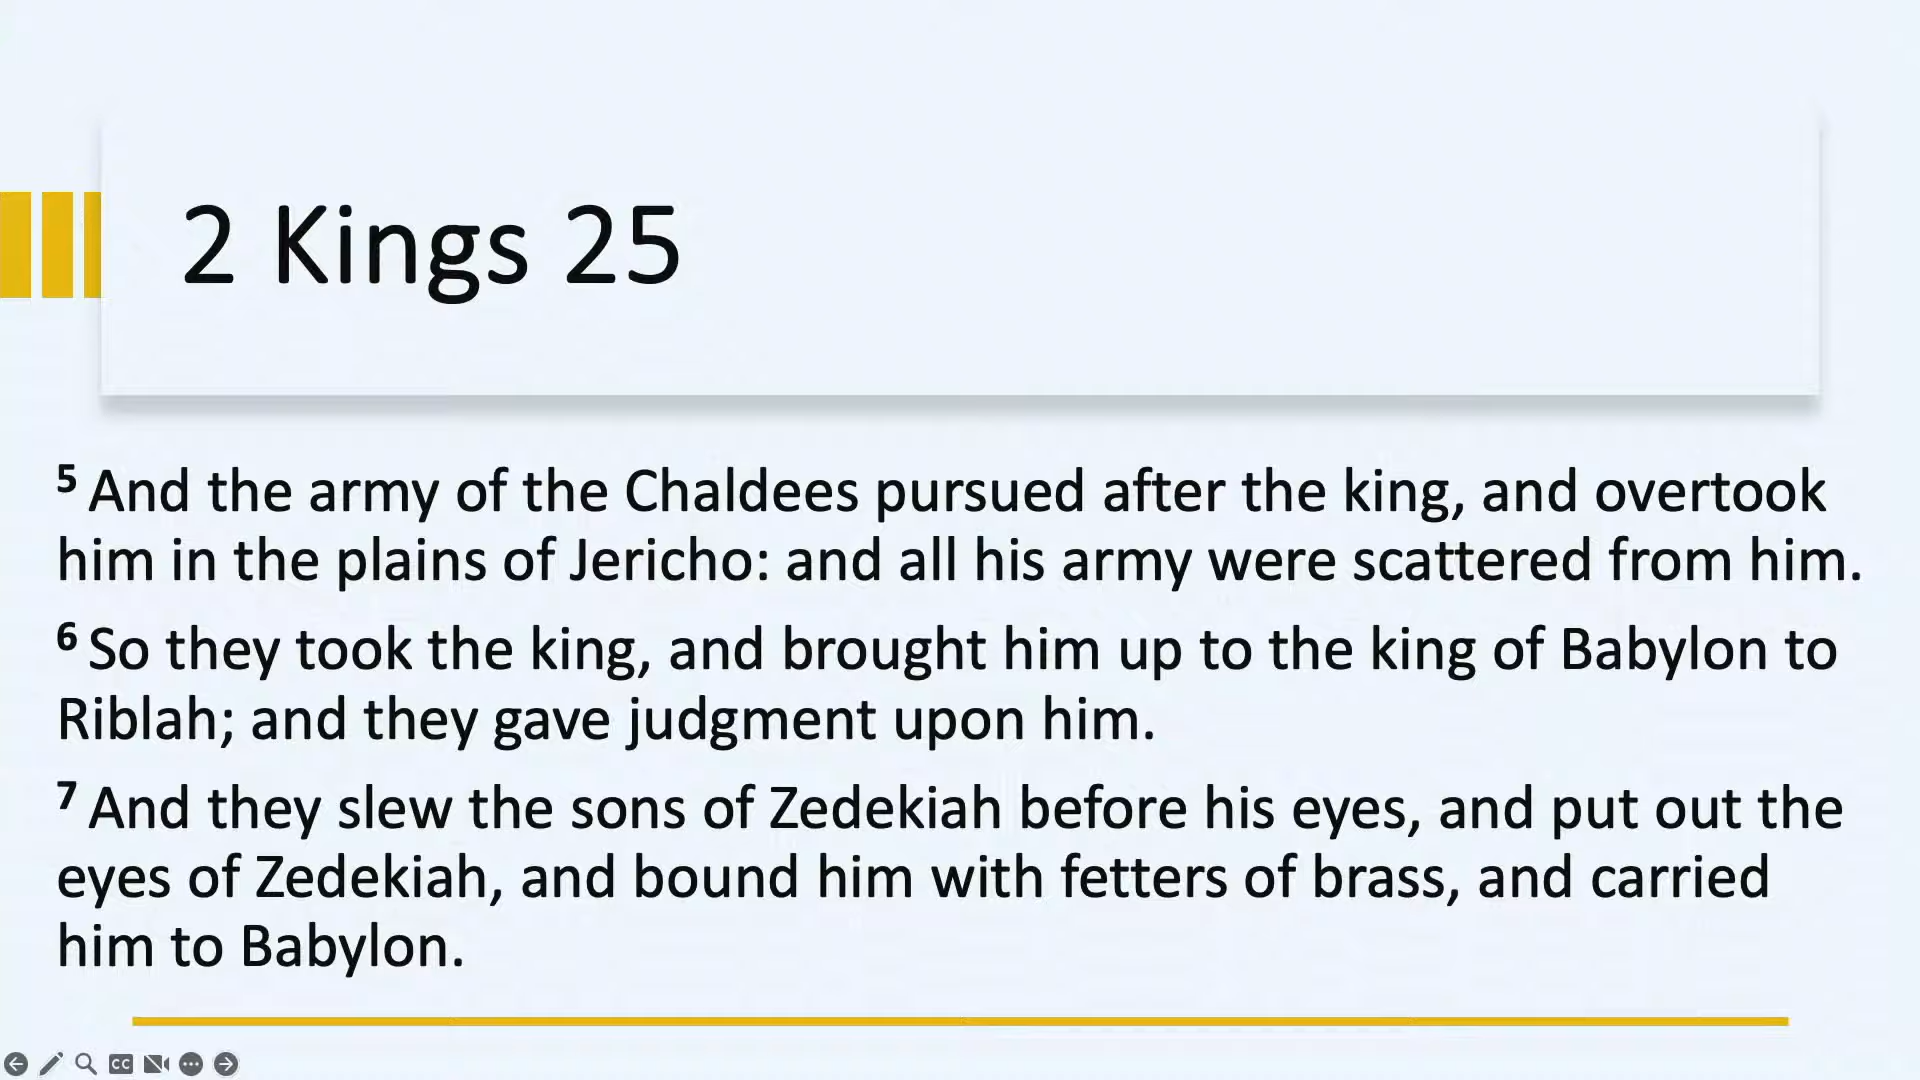 2 Kings 25
5 And the army of the Chaldees pursued after the king, and overtook
him in the plains of Jericho: and all his army were scattered from him.
6 So they took the king, and brought him up to the king of Babylon to
Riblah; and they gave judgment upon him.
7 And they slew the sons of Zedekiah before his eyes, and put out the
eyes of Zedekiah, and bound him with fetters of brass, and carried
him to Babylon.
CC